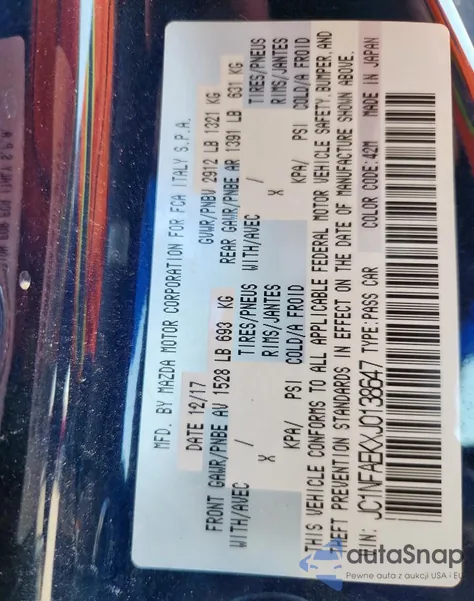 MFD. BY MAZDA MOTOR CORPORATION FOR FCA ITALY S.P.A.
DATE 12/17 GVWR/PNBV 2912 LB 1321 KG
FRONT GAWR/PNBE AV 1528 LB 693 KG REAR GAWR/PNBE AR 1391 LB 631 KG
WITH/AVEC / TIRES/PNEUS WITH/AVEC / TIRES/PNEUS
X RIMS/JANTES X RIMS/JANTES
KPA/ PSI COLD/A FROID KPA/ PSI COLD/A FROID
THIS VEHICLE CONFORMS TO ALL APPLICABLE FEDERAL MOTOR VEHICLE SAFETY, BUMPER AND
THEFT PREVENTION STANDARDS IN EFFECT ON THE DATE OF MANUFACTURE SHOWN ABOVE.
VIN: JC1NFAEKXJ0138647 TYPE:PASS CAR COLOR CODE:42M MADE IN JAPAN
autoSnap
Pewne auta z aukcji USA i EU